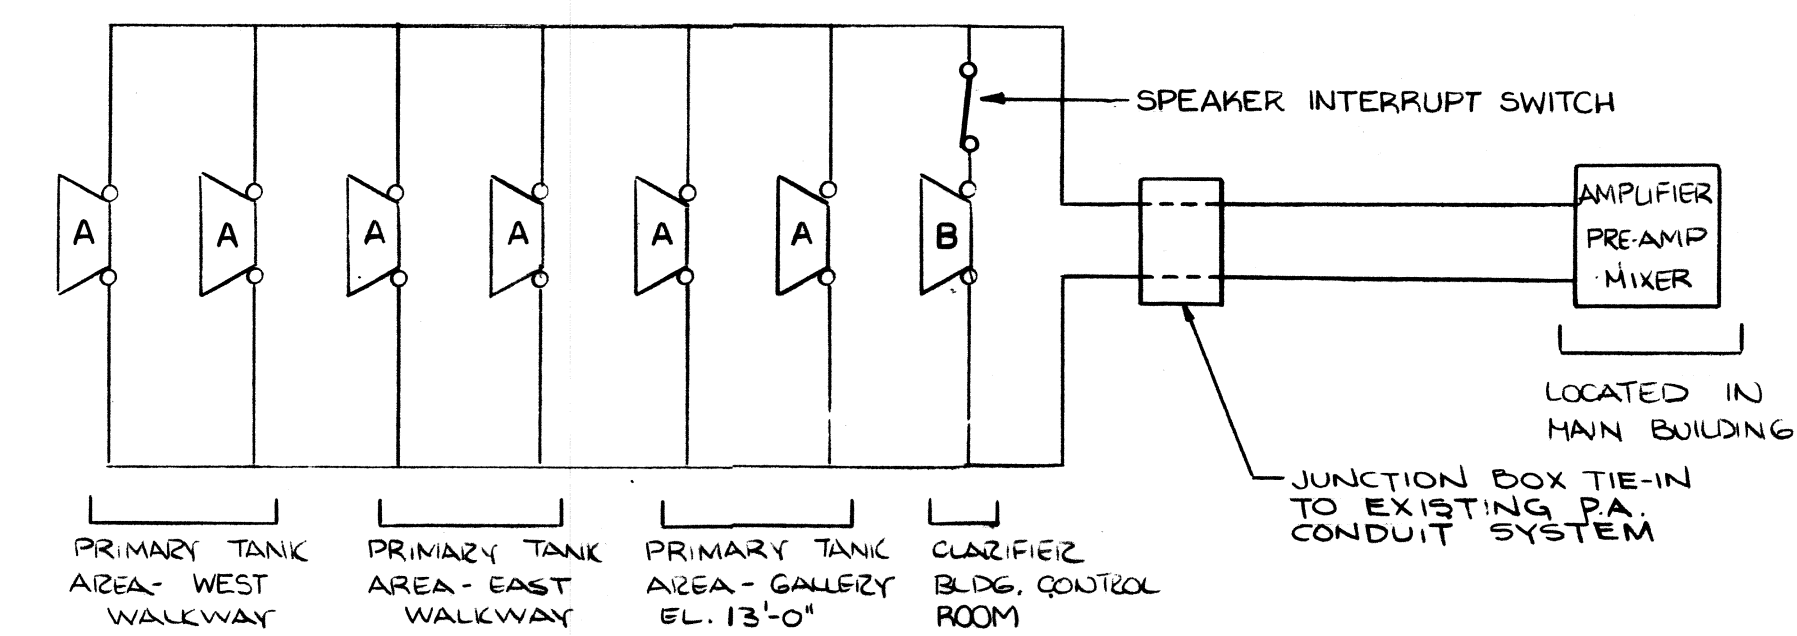 SPEAKER INTERRUPT SWITCH
A
A
A
A
A
A
B
AMPLIFIER
PRE-AMP
MIXER
LOCATED IN
MAIN BUILDING
JUNCTION BOX TIE-IN
TO EXISTING P.A.
CONDUIT SYSTEM
PRIMARY TANK
AREA- WEST
WALKWAY
PRIMARY TANK
AREA-EAST
WALKWAY
PRIMARY TANK
AREA-GALLERY
EL. 13'-0"
CLARIFIER
BLDG. CONTROL
ROOM